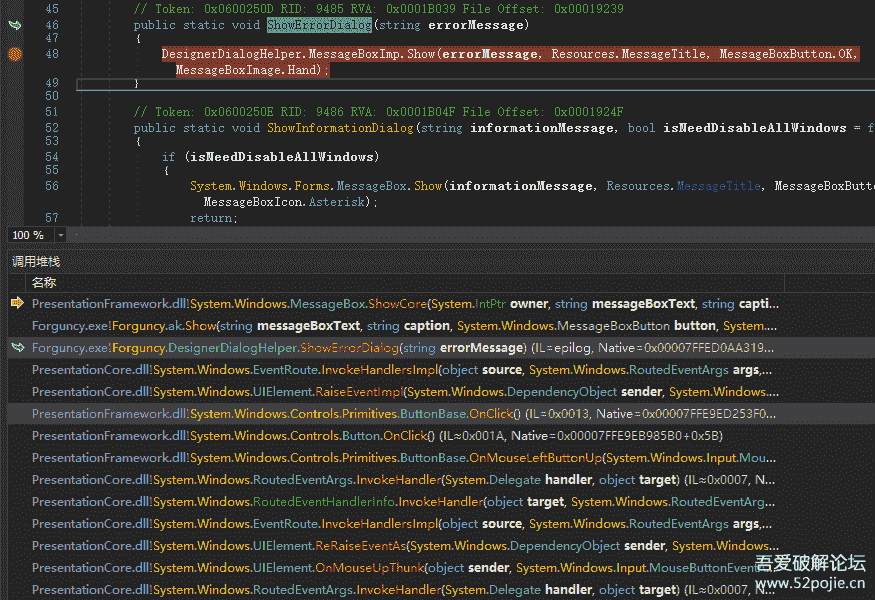 45 // Token: 0x0600250D RID: 9485 RVA: 0x0001B039 File Offset: 0x00019239
46 public static void ShowErrorDialog(string errorMessage)
47 {
48 DesignerDialogHelper.MessageBoxImp.Show(errorMessage, Resources.MessageTitle, MessageBoxButton.OK,
MessageBoxImage.Hand);
49 }
50
51 // Token: 0x0600250E RID: 9486 RVA: 0x0001B04F File Offset: 0x0001924F
52 public static void ShowInformationDialog(string informationMessage, bool isNeedDisableAllWindows = f
53 {
54 if (isNeedDisableAllWindows)
55 {
56 System.Windows.Forms.MessageBox.Show(informationMessage, Resources.MessageTitle, MessageBoxButt
MessageBoxIcon.Asterisk);
57 return;
100 %
调用堆栈
名称
PresentationFramework.dll!System.Windows.MessageBox.ShowCore(System.IntPtr owner, string messageBoxText, string capti...
Forguncy.exe!Forguncy.ak.Show(string messageBoxText, string caption, System.Windows.MessageBoxButton button, System....
Forguncy.exe!Forguncy.DesignerDialogHelper.ShowErrorDialog(string errorMessage) (IL=epilog, Native=0x00007FFED0AA319...
PresentationCore.dll!System.Windows.EventRoute.InvokeHandlersImpl(object source, System.Windows.RoutedEventArgs args,...
PresentationCore.dll!System.Windows.UIElement.RaiseEventImpl(System.Windows.DependencyObject sender, System.Windows....
PresentationFramework.dll!System.Windows.Controls.Primitives.ButtonBase.OnClick() (IL=0x0013, Native=0x00007FFE9ED253F0...
PresentationFramework.dll!System.Windows.Controls.Button.OnClick() (IL≈0x001A, Native=0x00007FFE9EB985B0+0x5B)
PresentationFramework.dll!System.Windows.Controls.Primitives.ButtonBase.OnMouseLeftButtonUp(System.Windows.Input.Mou...
PresentationCore.dll!System.Windows.RoutedEventArgs.InvokeHandler(System.Delegate handler, object target) (IL≈0x0007, N...
PresentationCore.dll!System.Windows.RoutedEventHandlerInfo.InvokeHandler(object target, System.Windows.RoutedEventArg...
PresentationCore.dll!System.Windows.EventRoute.InvokeHandlersImpl(object source, System.Windows.RoutedEventArgs args,...
PresentationCore.dll!System.Windows.UIElement.ReRaiseEventAs(System.Windows.DependencyObject sender, System.Windows...
PresentationCore.dll!System.Windows.UIElement.OnMouseUpThunk(object sender, System.Windows.Input.MouseButtonEvent
PresentationCore.dll!System.Windows.RoutedEventArgs.InvokeHandler(System.Delegate handler, object target) (IL≈0x0007, N...
吾爱破解论坛
www.52pojie.cn